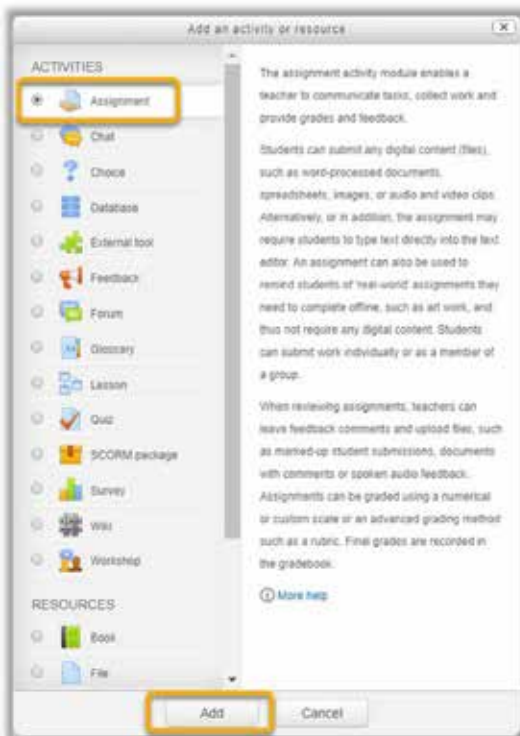 Add an activity or resource
ACTIVITIES
Assignment
Chat
Choice
Database
External tool
Feedback
Forum
Glossary
Lesson
Quiz
SCORM package
Survey
Wiki
Workshop
RESOURCES
Book
File
The assignment activity module enables a
teacher to communicate tasks, collect work and
provide grades and feedback.
Students can submit any digital content (files),
such as word-processed documents,
spreadsheets, images, or audio and video clips.
Alternatively, or in addition, the assignment may
require students to type text directly into the text
editor. An assignment can also be used to
remind students of 'real-world' assignments they
need to complete offline, such as art work, and
thus not require any digital content. Students
can submit work individually or as a member of
a group.
When reviewing assignments, teachers can
leave feedback comments and upload files, such
as marked-up student submissions, documents
with comments or spoken audio feedback.
Assignments can be graded using a numerical
or custom scale or an advanced grading method
such as a rubric. Final grades are recorded in
the gradebook.
More help
Add
Cancel